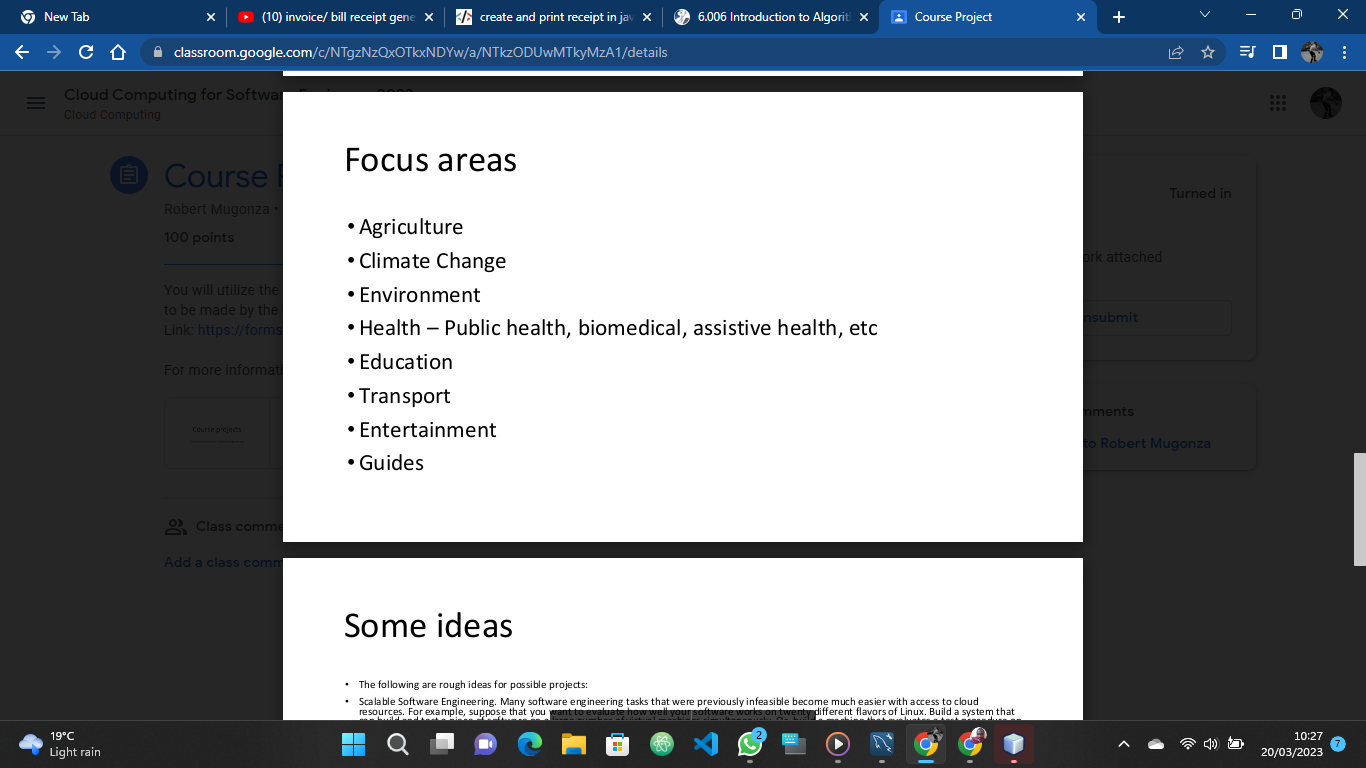 New Tab
(10) invoice/ bill receipt gene
create and print receipt in jav
6.006 Introduction to Algorit
Course Project
classroom.google.com/c/NTgzNzQxOTkxNDYw/a/NTkzODUwMTkyMzA1/details
Cloud Computing for Softwa
Cloud Computing
Focus areas
• Agriculture
• Climate Change
• Environment
• Health – Public health, biomedical, assistive health, etc
• Education
• Transport
• Entertainment
• Guides
Course
Robert Mugonza •
100 points
You will utilize the
to be made by the
Link: https://forms
For more informati
Course projects
Class comme
Add a class comm
Turned in
ork attached
nsubmit
mments
to Robert Mugonza
Some ideas
• The following are rough ideas for possible projects:
• Scalable Software Engineering. Many software engineering tasks that were previously infeasible become much easier with access to cloud
resources. For example, suppose that you want to evaluate how well your software works on twenty different flavors of Linux. Build a system that
19°C
Light rain
2
10:27
20/03/2023
7